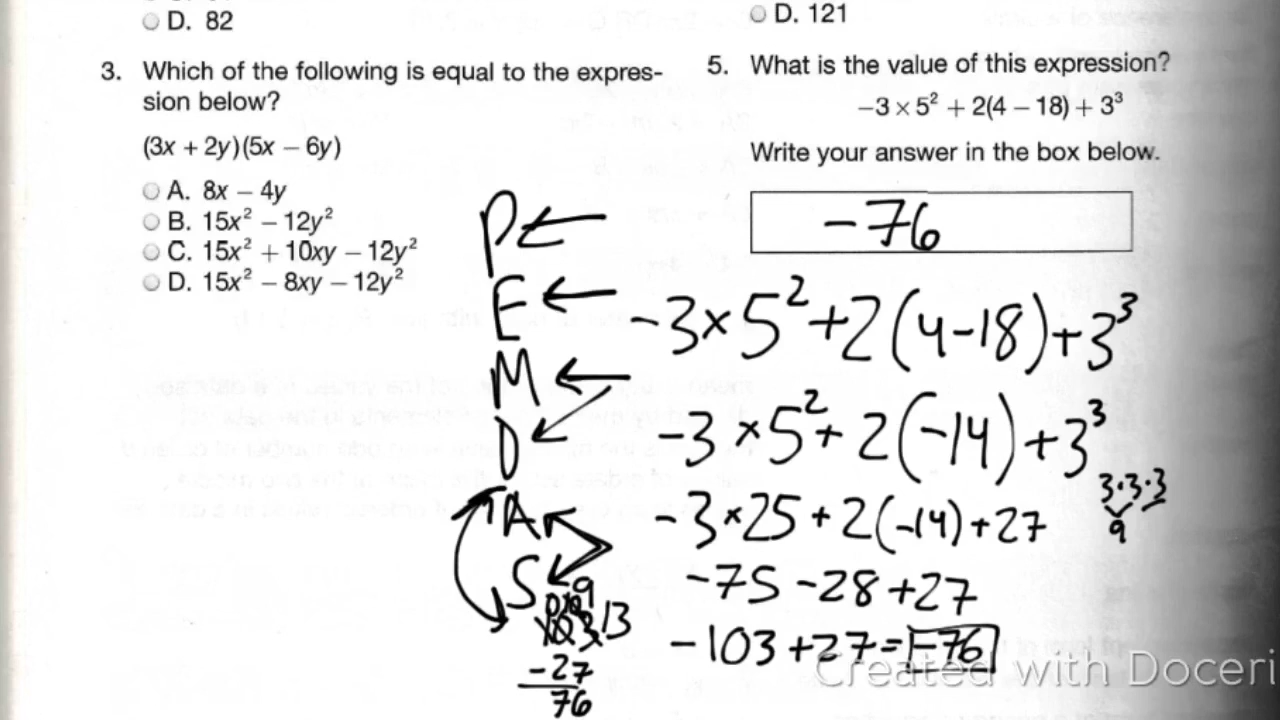 D. 82
3. Which of the following is equal to the expres-
sion below?
(3x + 2y)(5x – 6y)
A. 8x – 4y
B. 15x² – 12y²
C. 15x² + 10xy – 12y²
D. 15x² – 8xy – 12y²
D. 121
5. What is the value of this expression?
–3 × 5² + 2(4 – 18) + 3³
Write your answer in the box below.
-76
P
E
M
D
A
S
-3×5²+2(4-18)+3³
-3×5²+2(-14)+3³
3·3·3
9
-3×25+2(-14)+27
-75-28+27
-103+27=-76
9
13
-27
76
Created with Doceri